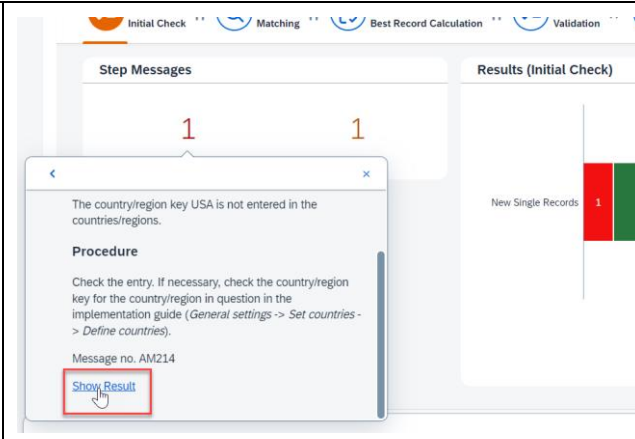 Initial Check
Matching
Best Record Calculation
Validation
Step Messages
1
1
Results (Initial Check)
New Single Records
1
The country/region key USA is not entered in the
countries/regions.
Procedure
Check the entry. If necessary, check the country/region
key for the country/region in question in the
implementation guide (General settings -> Set countries -
> Define countries).
Message no. AM214
Show Result